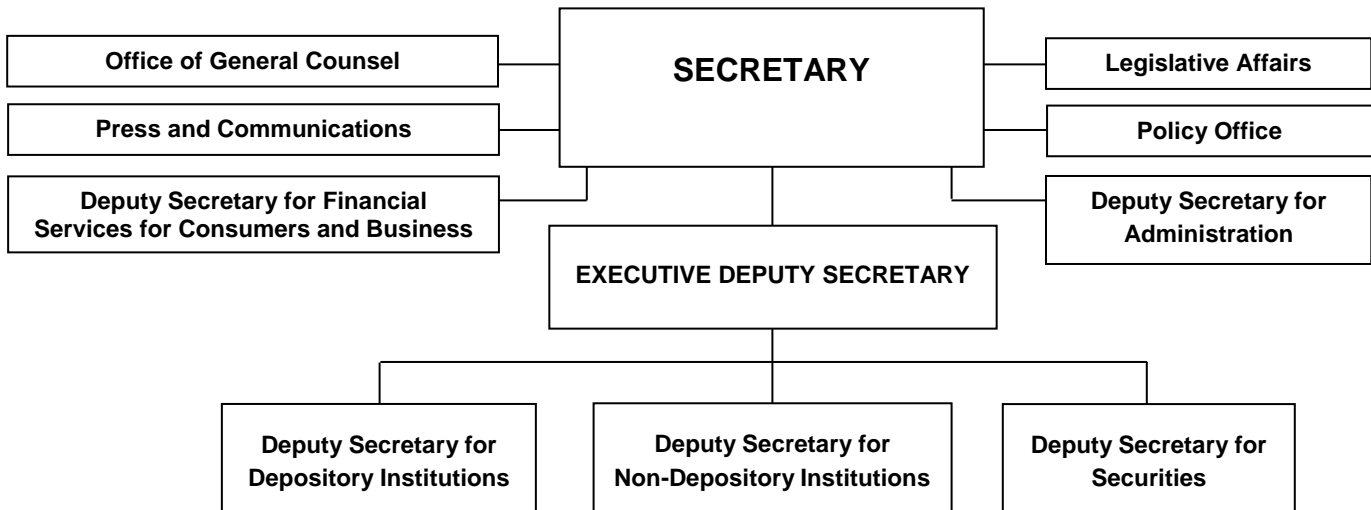 Office of General Counsel
SECRETARY
Legislative Affairs
Press and Communications
Policy Office
Deputy Secretary for Financial
Services for Consumers and Business
Deputy Secretary for
Administration
EXECUTIVE DEPUTY SECRETARY
Deputy Secretary for
Depository Institutions
Deputy Secretary for
Non-Depository Institutions
Deputy Secretary for
Securities